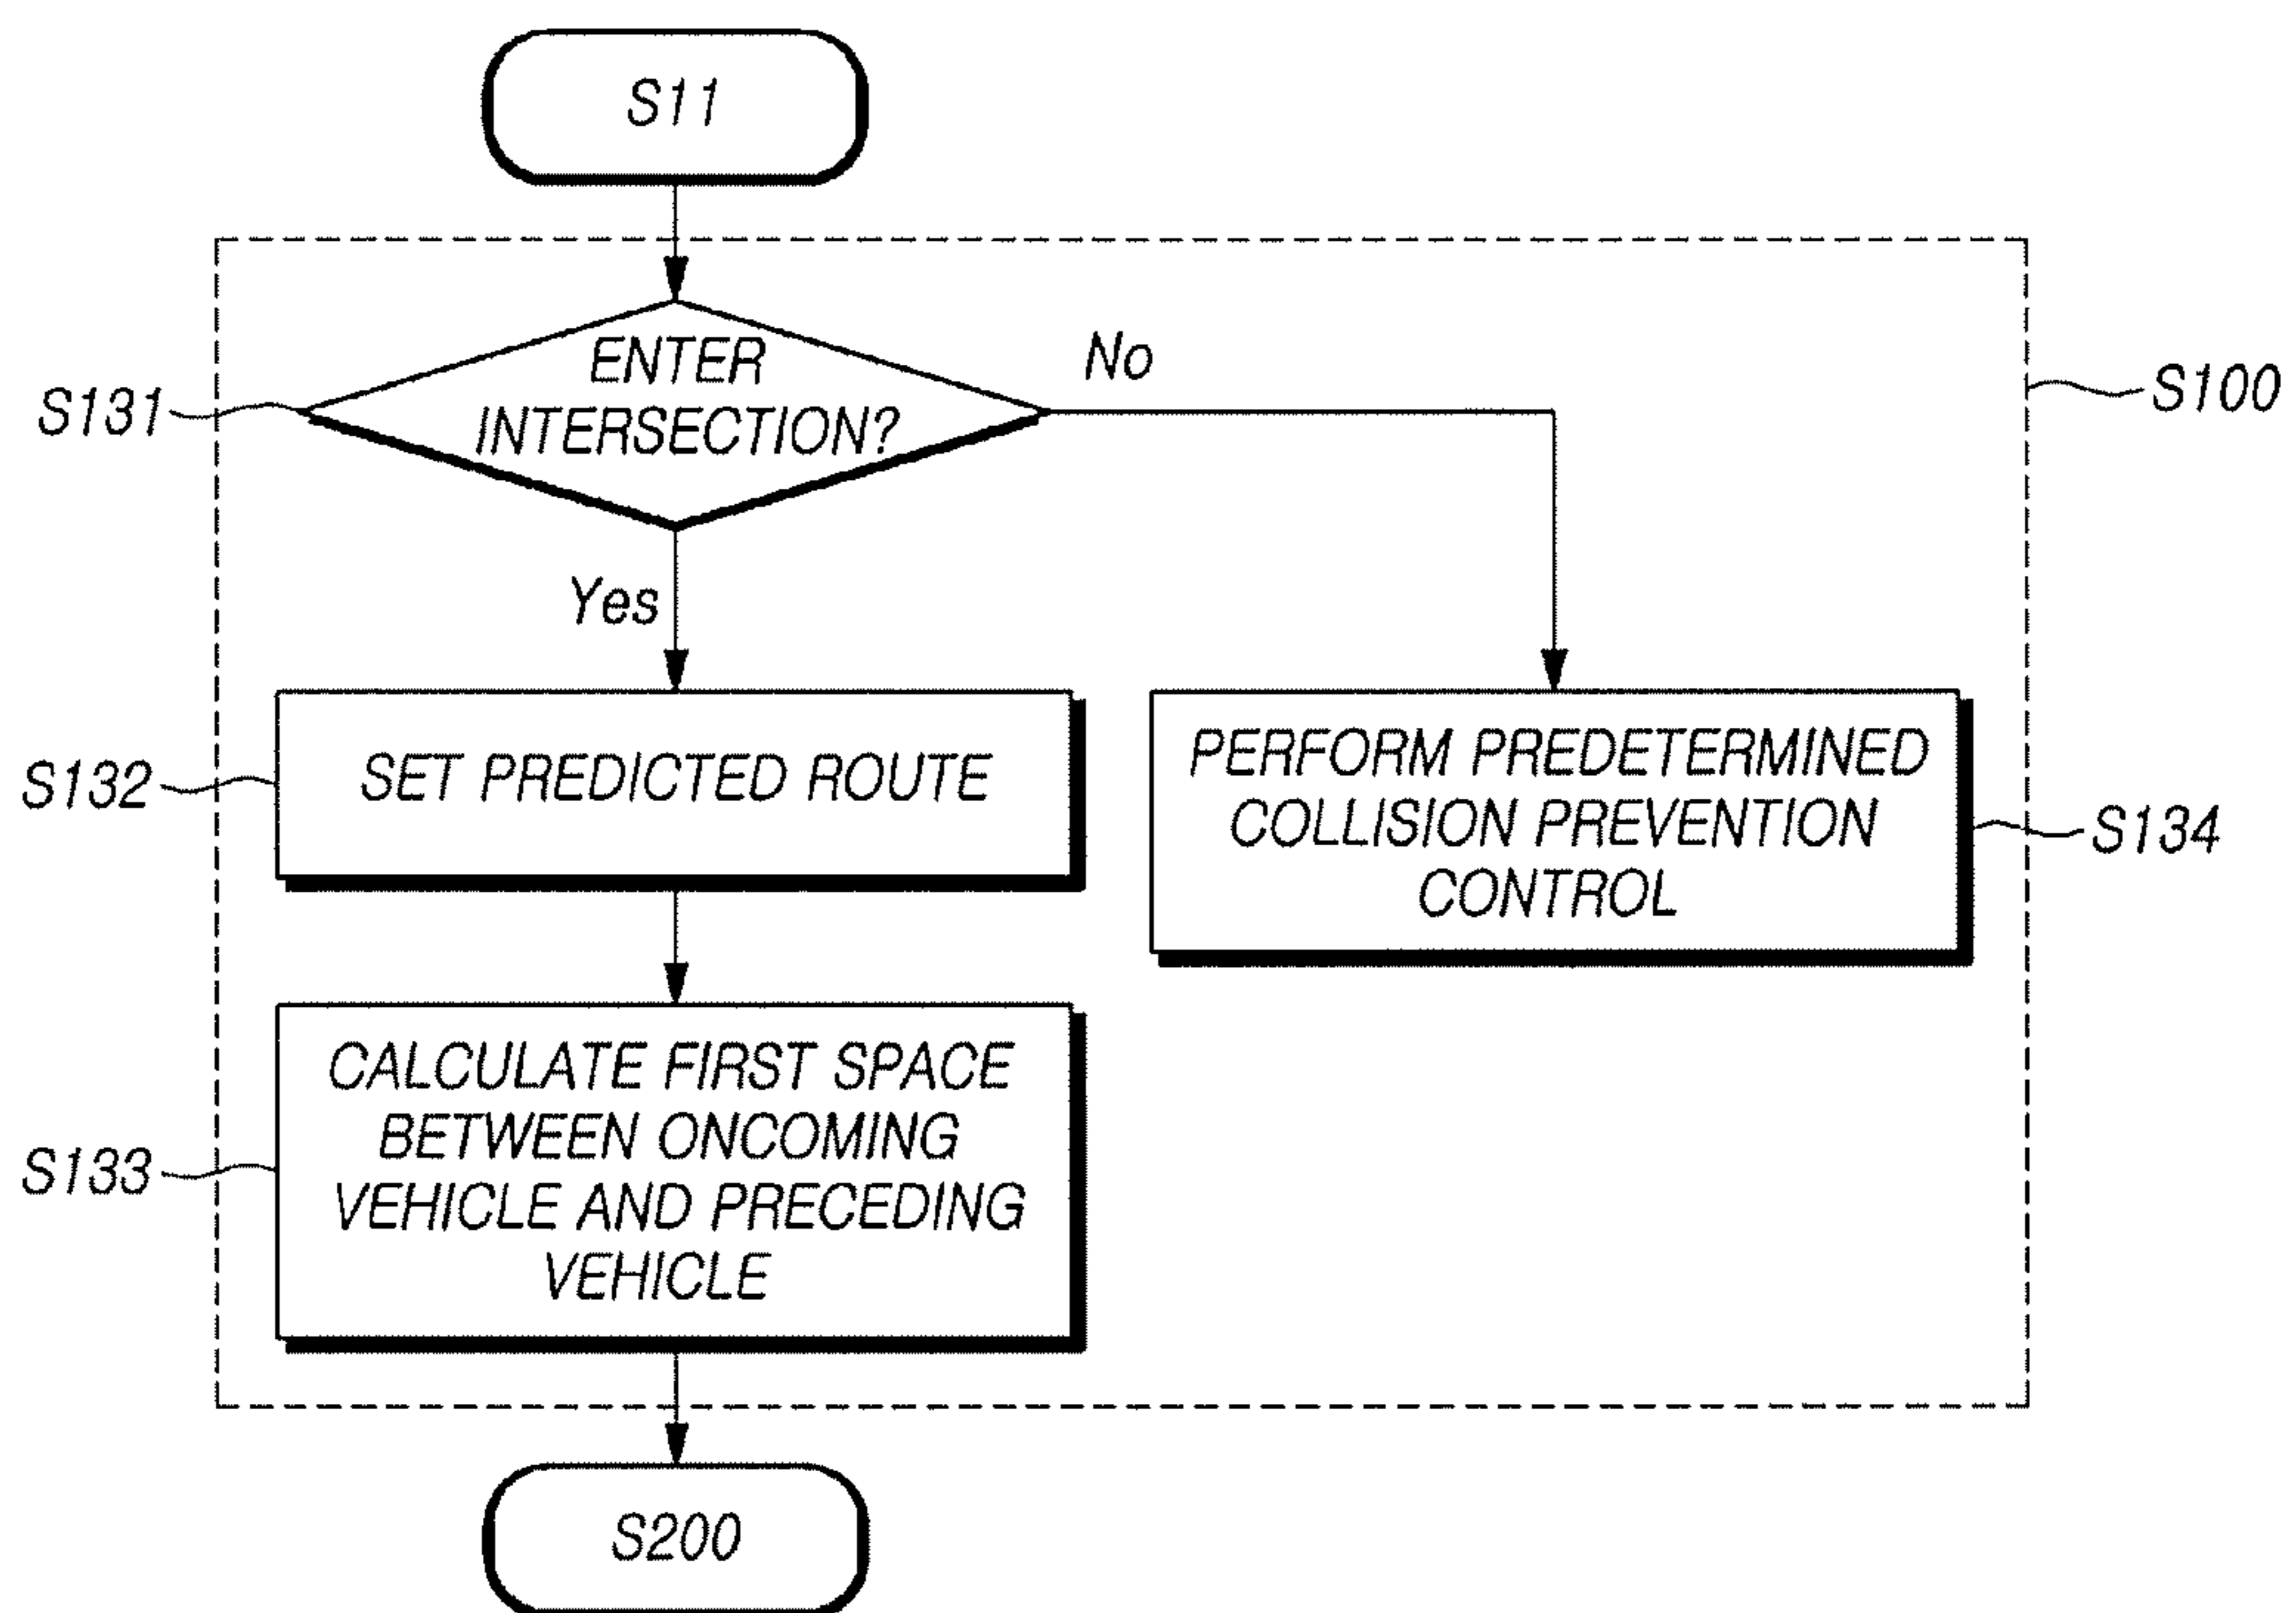 S11
ENTER
INTERSECTION?
No
S131
S100
Yes
SET PREDICTED ROUTE
S132
PERFORM PREDETERMINED
COLLISION PREVENTION
CONTROL
S134
CALCULATE FIRST SPACE
BETWEEN ONCOMING
VEHICLE AND PRECEDING
VEHICLE
S133
S200